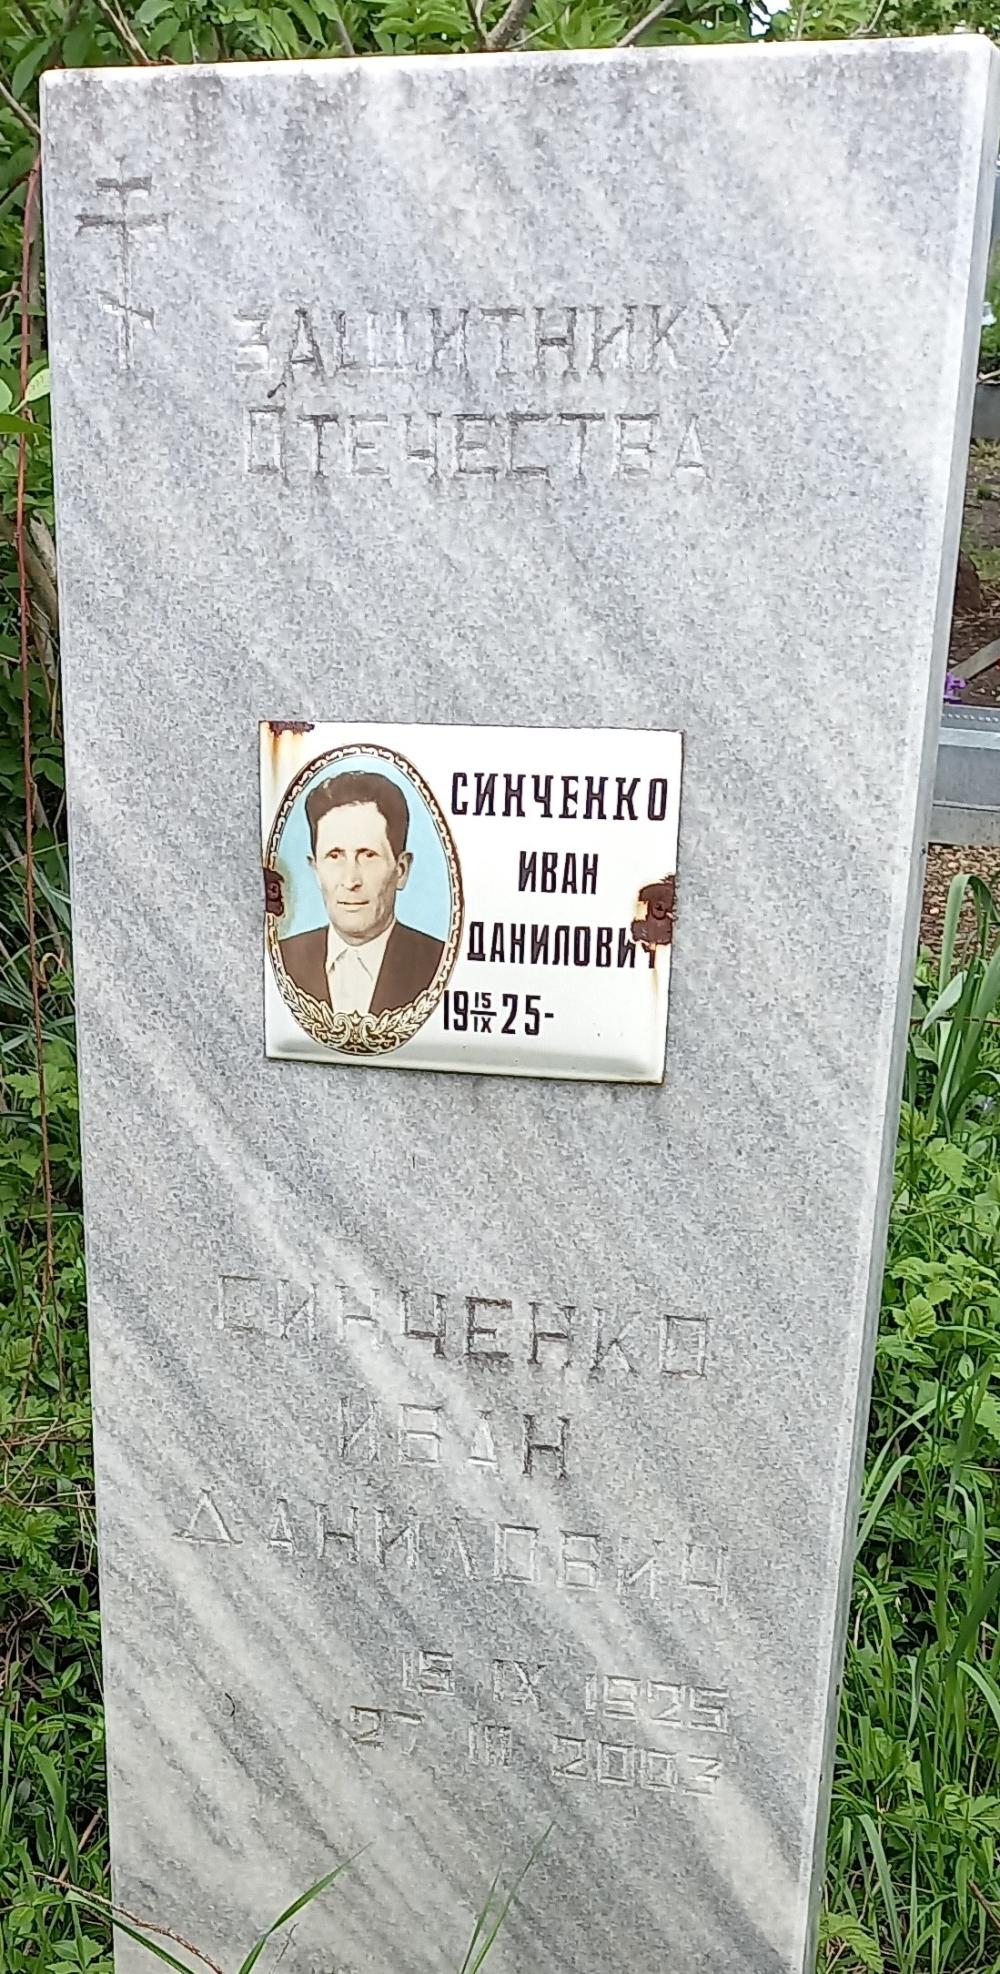 ЗАЩИТНИКУ
ОТЕЧЕСТВА
СИНЧЕНКО
ИВАН
ДАНИЛОВИЧ
19 15/IX 25-
СИНЧЕНКО
ИВАН
ДАНИЛОВИЧ
15 IX 1925
27 III 2003